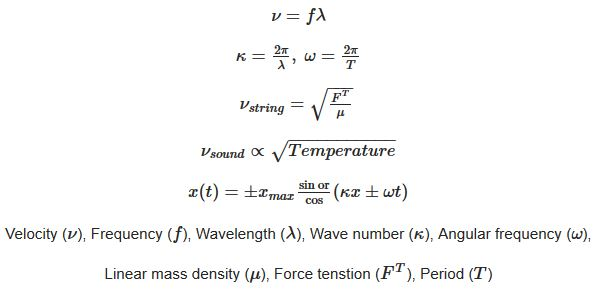 ν = fλ
κ = 2π/λ, ω = 2π/T
ν_string = √(F^T/μ)
ν_sound ∝ √Temperature
x(t) = ±x_max sin or/cos (κx ± ωt)
Velocity (ν), Frequency (f), Wavelength (λ), Wave number (κ), Angular frequency (ω),
Linear mass density (μ), Force tenstion (F^T), Period (T)